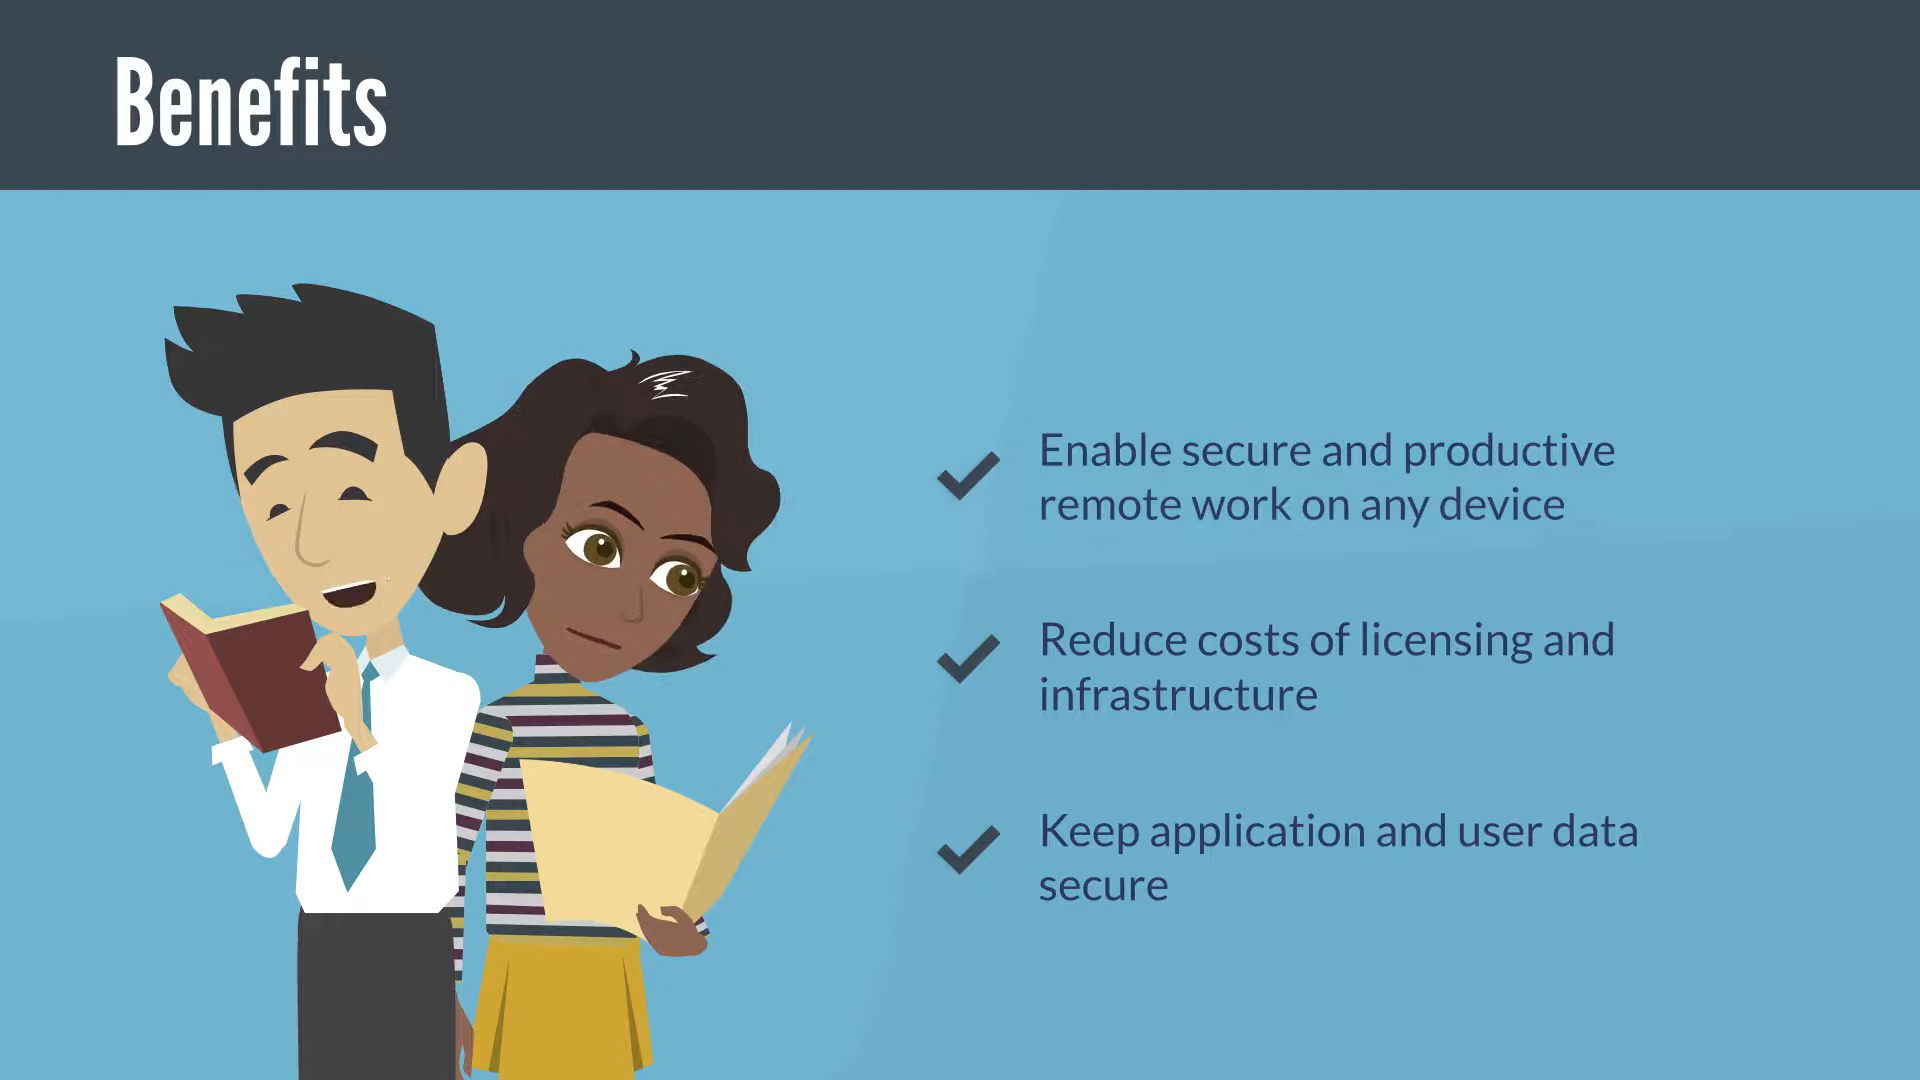 Benefits
Enable secure and productive
remote work on any device
Reduce costs of licensing and
infrastructure
Keep application and user data
secure